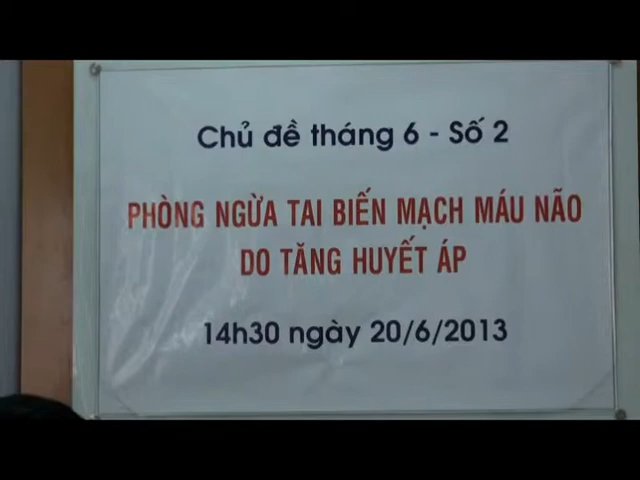 Chủ đề tháng 6 - Số 2
PHÒNG NGỪA TAI BIẾN MẠCH MÁU NÃO
DO TĂNG HUYẾT ÁP
14h30 ngày 20/6/2013